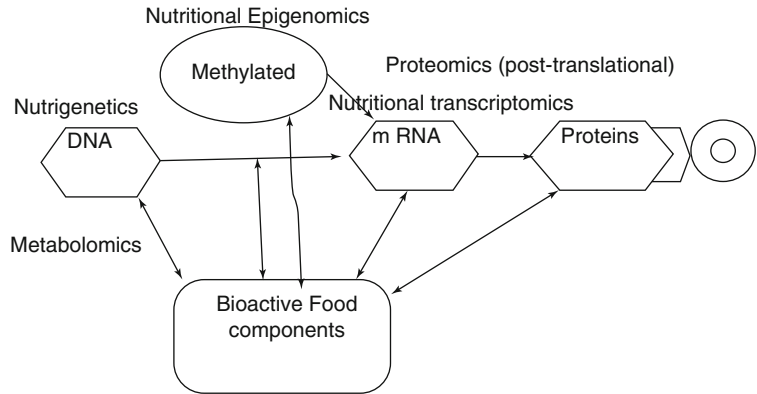 Nutritional Epigenomics
Methylated
Proteomics (post-translational)
Nutrigenetics
Nutritional transcriptomics
DNA
m RNA
Proteins
Metabolomics
Bioactive Food
components